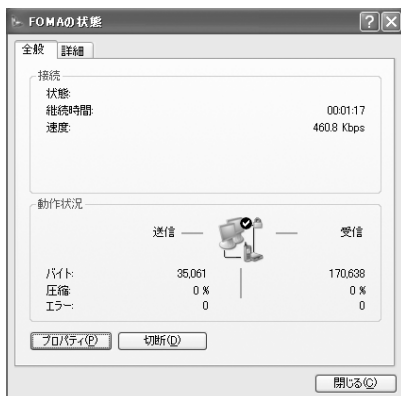 FOMAの状態
全般 詳細
接続
状態:
継続時間: 00:01:17
速度: 460.8 Kbps
動作状況
送信 — — 受信
バイト: 35,061 170,638
圧縮: 0 % 0 %
エラー: 0 0
プロパティ(P) 切断(D)
閉じる(C)